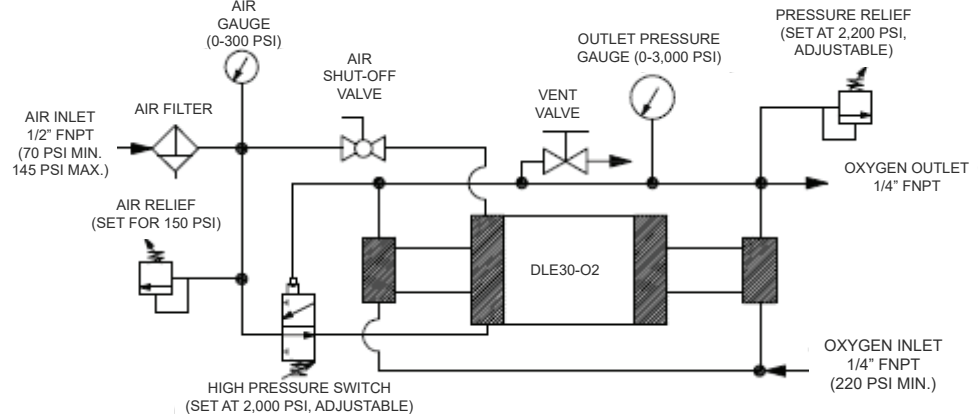 AIR
GAUGE
(0-300 PSI)
PRESSURE RELIEF
(SET AT 2,200 PSI,
ADJUSTABLE)
OUTLET PRESSURE
GAUGE (0-3,000 PSI)
AIR
SHUT-OFF
VALVE
VENT
VALVE
AIR FILTER
AIR INLET
1/2" FNPT
(70 PSI MIN.
145 PSI MAX.)
OXYGEN OUTLET
1/4" FNPT
AIR RELIEF
(SET FOR 150 PSI)
DLE30-O2
OXYGEN INLET
1/4" FNPT
(220 PSI MIN.)
HIGH PRESSURE SWITCH
(SET AT 2,000 PSI, ADJUSTABLE)